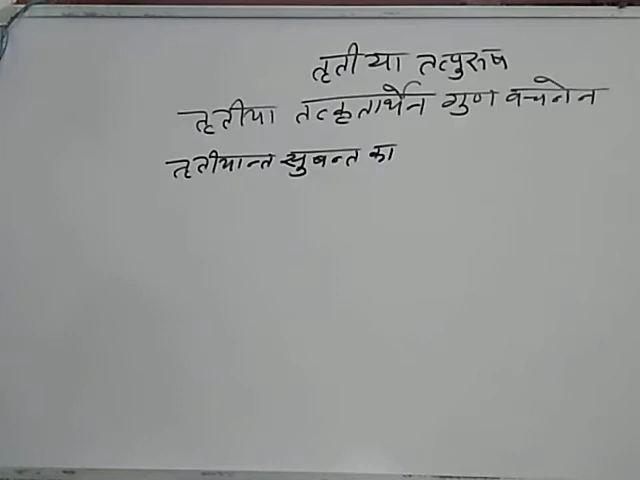 तृतीया तत्पुरुष
तृतीया तत्कृतार्थेन गुण वचनेन
तृतीयान्त सुबन्त का